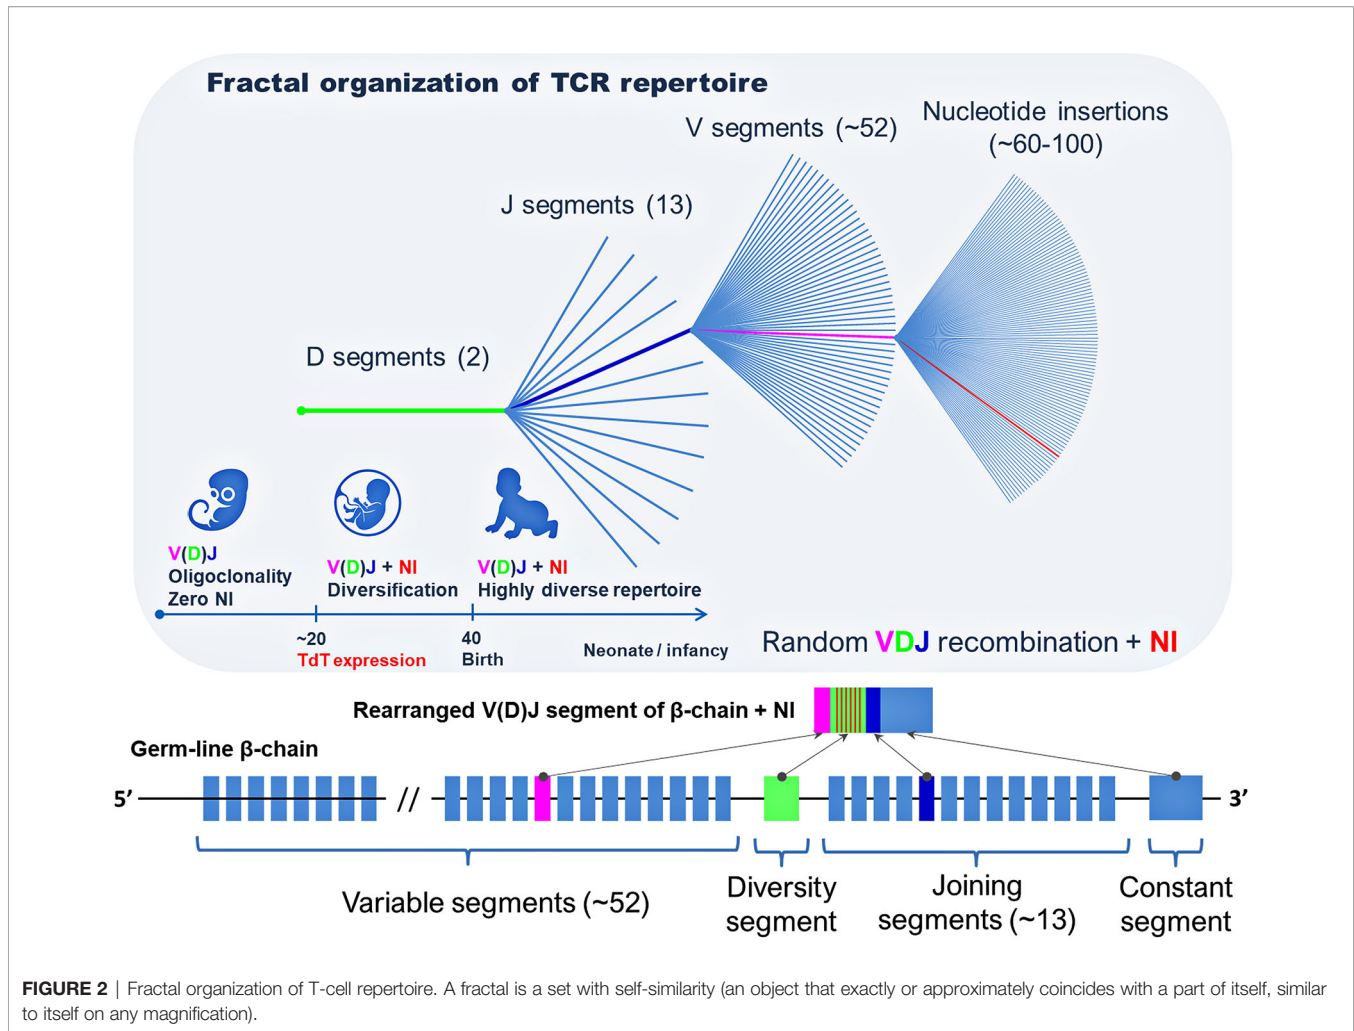 Fractal organization of TCR repertoire
Nucleotide insertions
(~60-100)
V segments (~52)
J segments (13)
D segments (2)
V(D)J
Oligoclonality
Zero NI
V(D)J + NI
Diversification
V(D)J + NI
Highly diverse repertoire
~20
TdT expression
40
Birth
Neonate / infancy
Random VDJ recombination + NI
Rearranged V(D)J segment of β-chain + NI
Germ-line β-chain
5’
//
3’
Variable segments (~52)
Diversity
segment
Joining
segments (~13)
Constant
segment
FIGURE 2 | Fractal organization of T-cell repertoire. A fractal is a set with self-similarity (an object that exactly or approximately coincides with a part of itself, similar
to itself on any magnification).